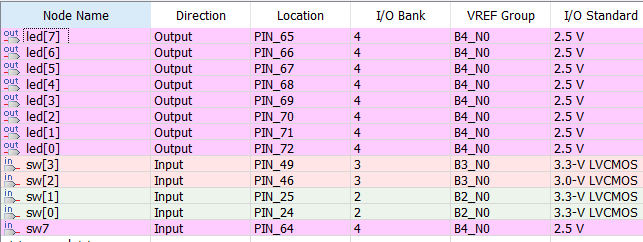 Node Name Direction Location I/O Bank VREF Group I/O Standard
out led[7] Output PIN_65 4 B4_N0 2.5 V
out led[6] Output PIN_66 4 B4_N0 2.5 V
out led[5] Output PIN_67 4 B4_N0 2.5 V
out led[4] Output PIN_68 4 B4_N0 2.5 V
out led[3] Output PIN_69 4 B4_N0 2.5 V
out led[2] Output PIN_70 4 B4_N0 2.5 V
out led[1] Output PIN_71 4 B4_N0 2.5 V
out led[0] Output PIN_72 4 B4_N0 2.5 V
in sw[3] Input PIN_49 3 B3_N0 3.3-V LVCMOS
in sw[2] Input PIN_46 3 B3_N0 3.0-V LVCMOS
in sw[1] Input PIN_25 2 B2_N0 3.3-V LVCMOS
in sw[0] Input PIN_24 2 B2_N0 3.3-V LVCMOS
in sw7 Input PIN_64 4 B4_N0 2.5 V